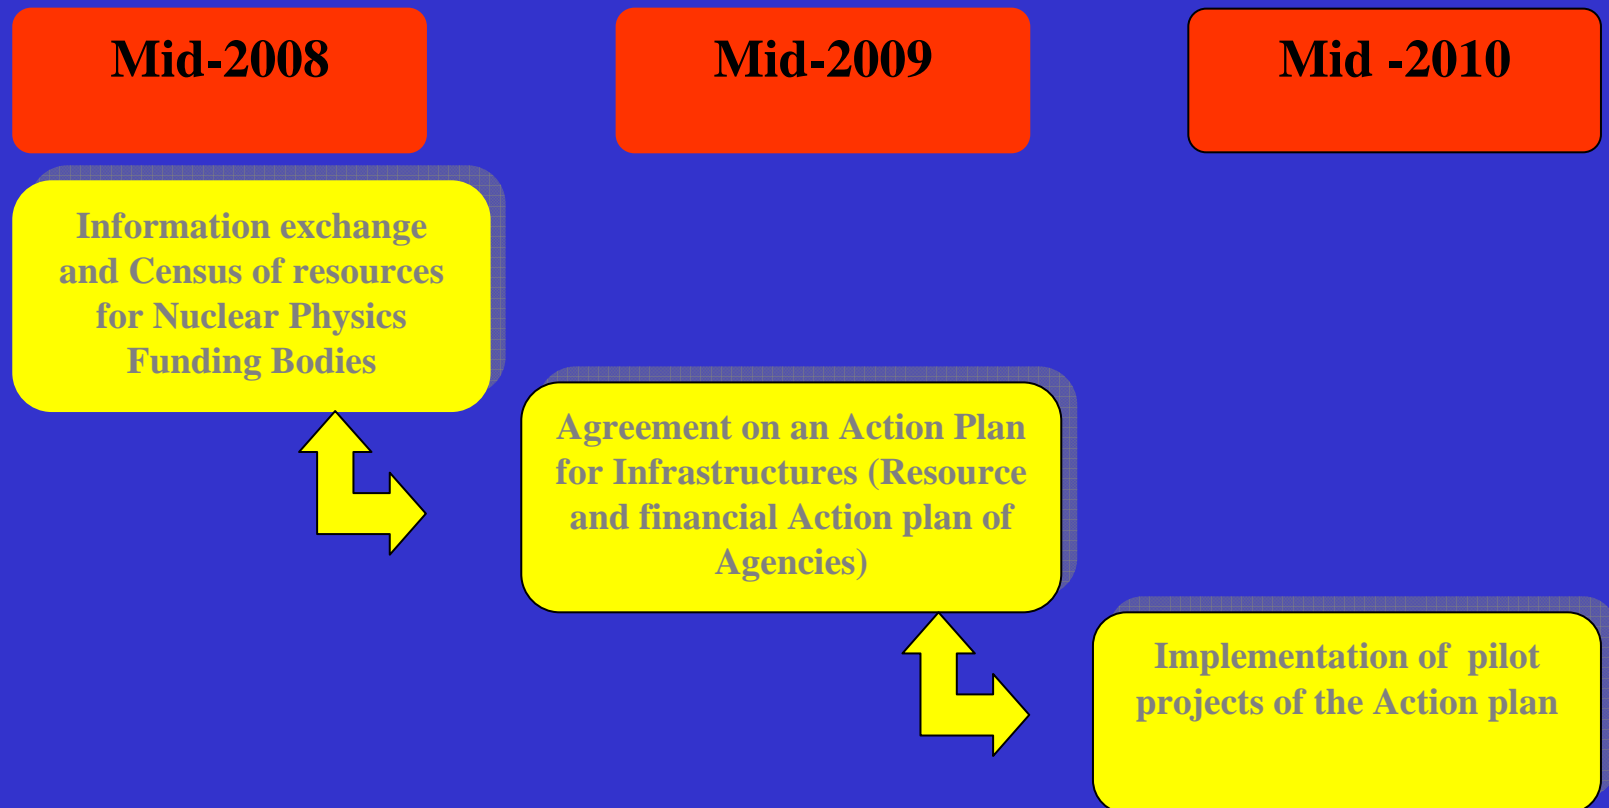 Mid-2008
Mid-2009
Mid -2010
Information exchange
and Census of resources
for Nuclear Physics
Funding Bodies
Agreement on an Action Plan
for Infrastructures (Resource
and financial Action plan of
Agencies)
Implementation of  pilot
projects of the Action plan